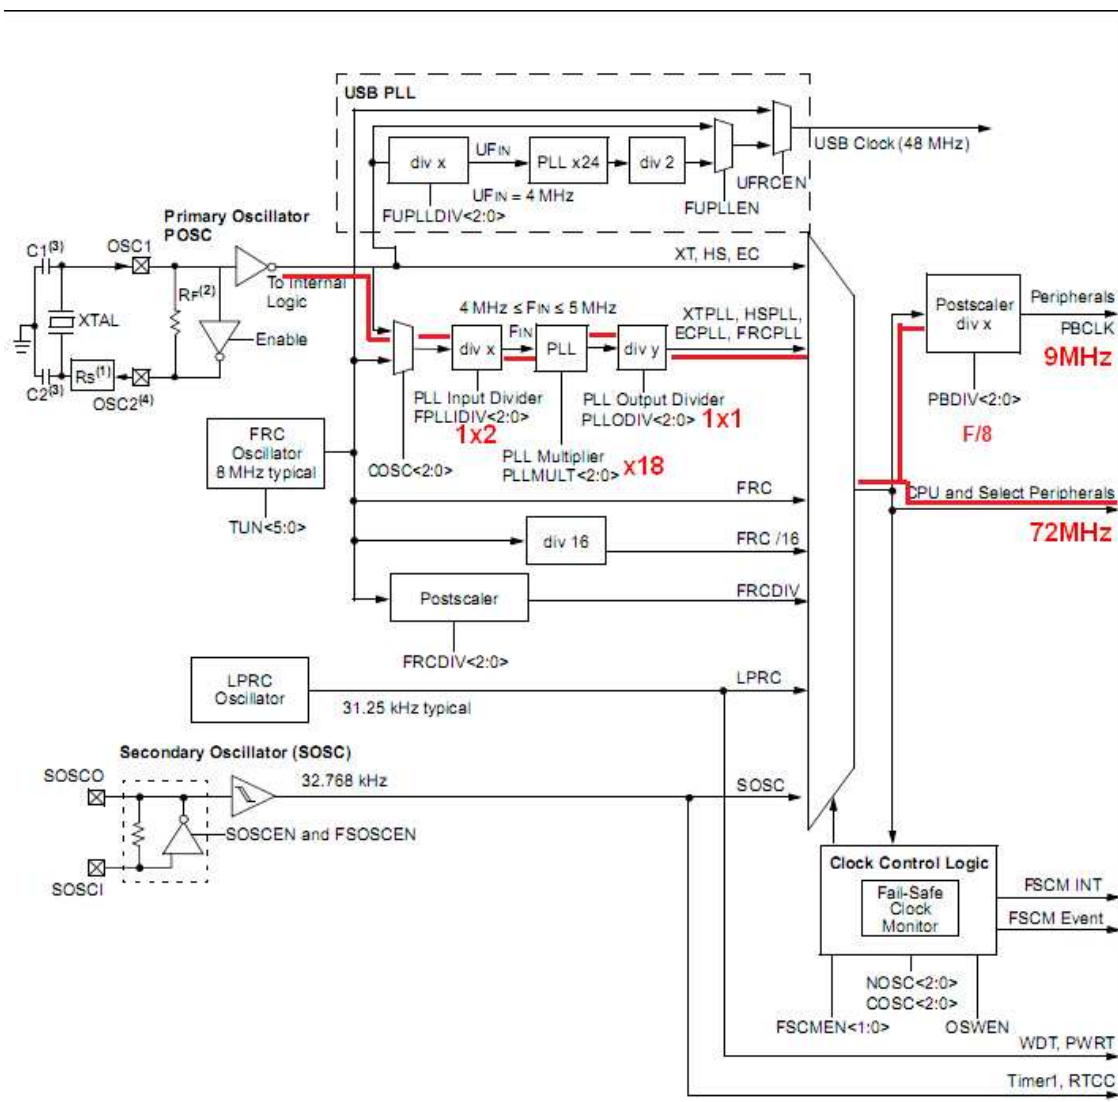 USB PLL
USB Clock (48 MHz)
div x
UFIN
PLL x24
div 2
UFRCEN
UFIN = 4 MHz
FUPLLEN
FUPLLDIV<2:0>
Primary Oscillator
POSC
C1(3)
OSC1
XT, HS, EC
To Internal
Logic
RF(2)
XTAL
Enable
RS(1)
C2(3)
OSC2(4)
4 MHz ≤ FIN ≤ 5 MHz
XTPLL, HSPLL,
ECPLL, FRCPLL
FIN
div x
PLL
div y
PLL Input Divider
FPLLIDIV<2:0>
1x2
PLL Output Divider
PLLODIV<2:0>
1x1
PLL Multiplier
PLLMULT<2:0>
x18
COSC<2:0>
Postscaler
div x
Peripherals
PBCLK
9MHz
PBDIV<2:0>
F/8
CPU and Select Peripherals
72MHz
FRC
Oscillator
8 MHz typical
TUN<5:0>
FRC
div 16
FRC /16
Postscaler
FRCDIV
FRCDIV<2:0>
LPRC
Oscillator
31.25 kHz typical
LPRC
Secondary Oscillator (SOSC)
SOSCO
32.768 kHz
SOSC
SOSCEN and FSOSCEN
SOSCI
Clock Control Logic
Fail-Safe
Clock
Monitor
FSCM INT
FSCM Event
NOSC<2:0>
COSC<2:0>
FSCMEN<1:0>
OSWEN
WDT, PWRT
Timer1, RTCC